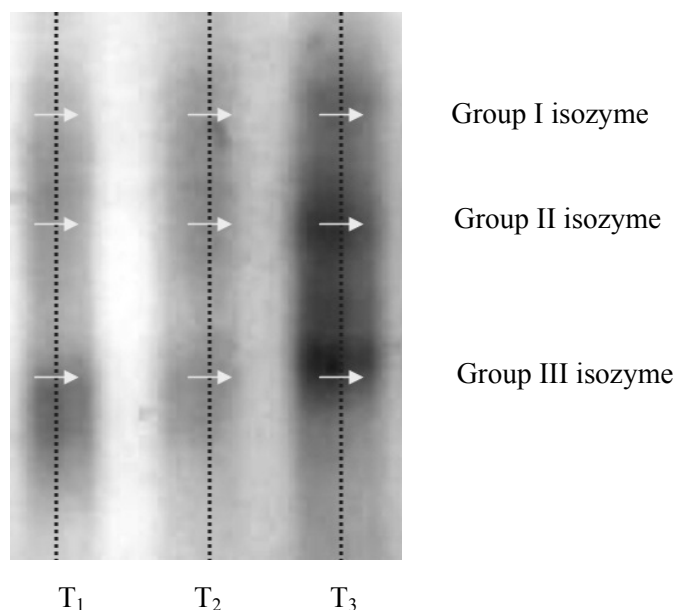 Group I isozyme
Group II isozyme
Group III isozyme
T₁ T₂ T₃